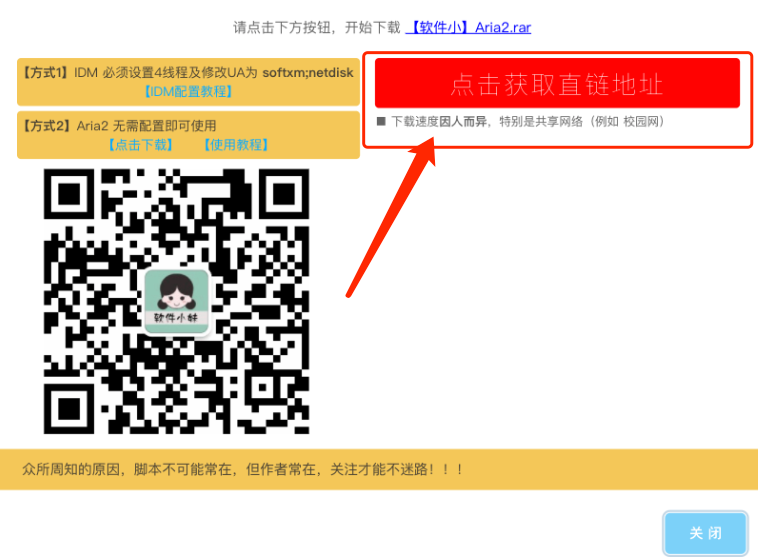 请点击下方按钮，开始下载 【软件小】Aria2.rar
【方式1】IDM 必须设置4线程及修改UA为 softxm;netdisk
【IDM配置教程】
【方式2】Aria2 无需配置即可使用
【点击下载】 【使用教程】
点击获取直链地址
■ 下载速度因人而异，特别是共享网络（例如 校园网）
软件小妹
众所周知的原因，脚本不可能常在，但作者常在，关注才能不迷路！！！
关 闭